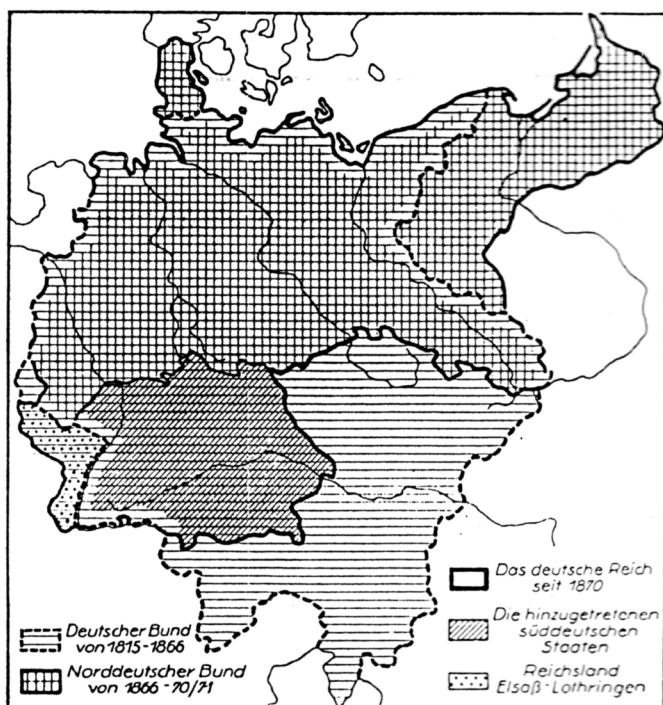 Deutscher Bund
von 1815-1866
Norddeutscher Bund
von 1866-70/71
Das deutsche Reich
seit 1870
Die hinzugetretenen
süddeutschen
Staaten
Reichsland
Elsaß-Lothringen